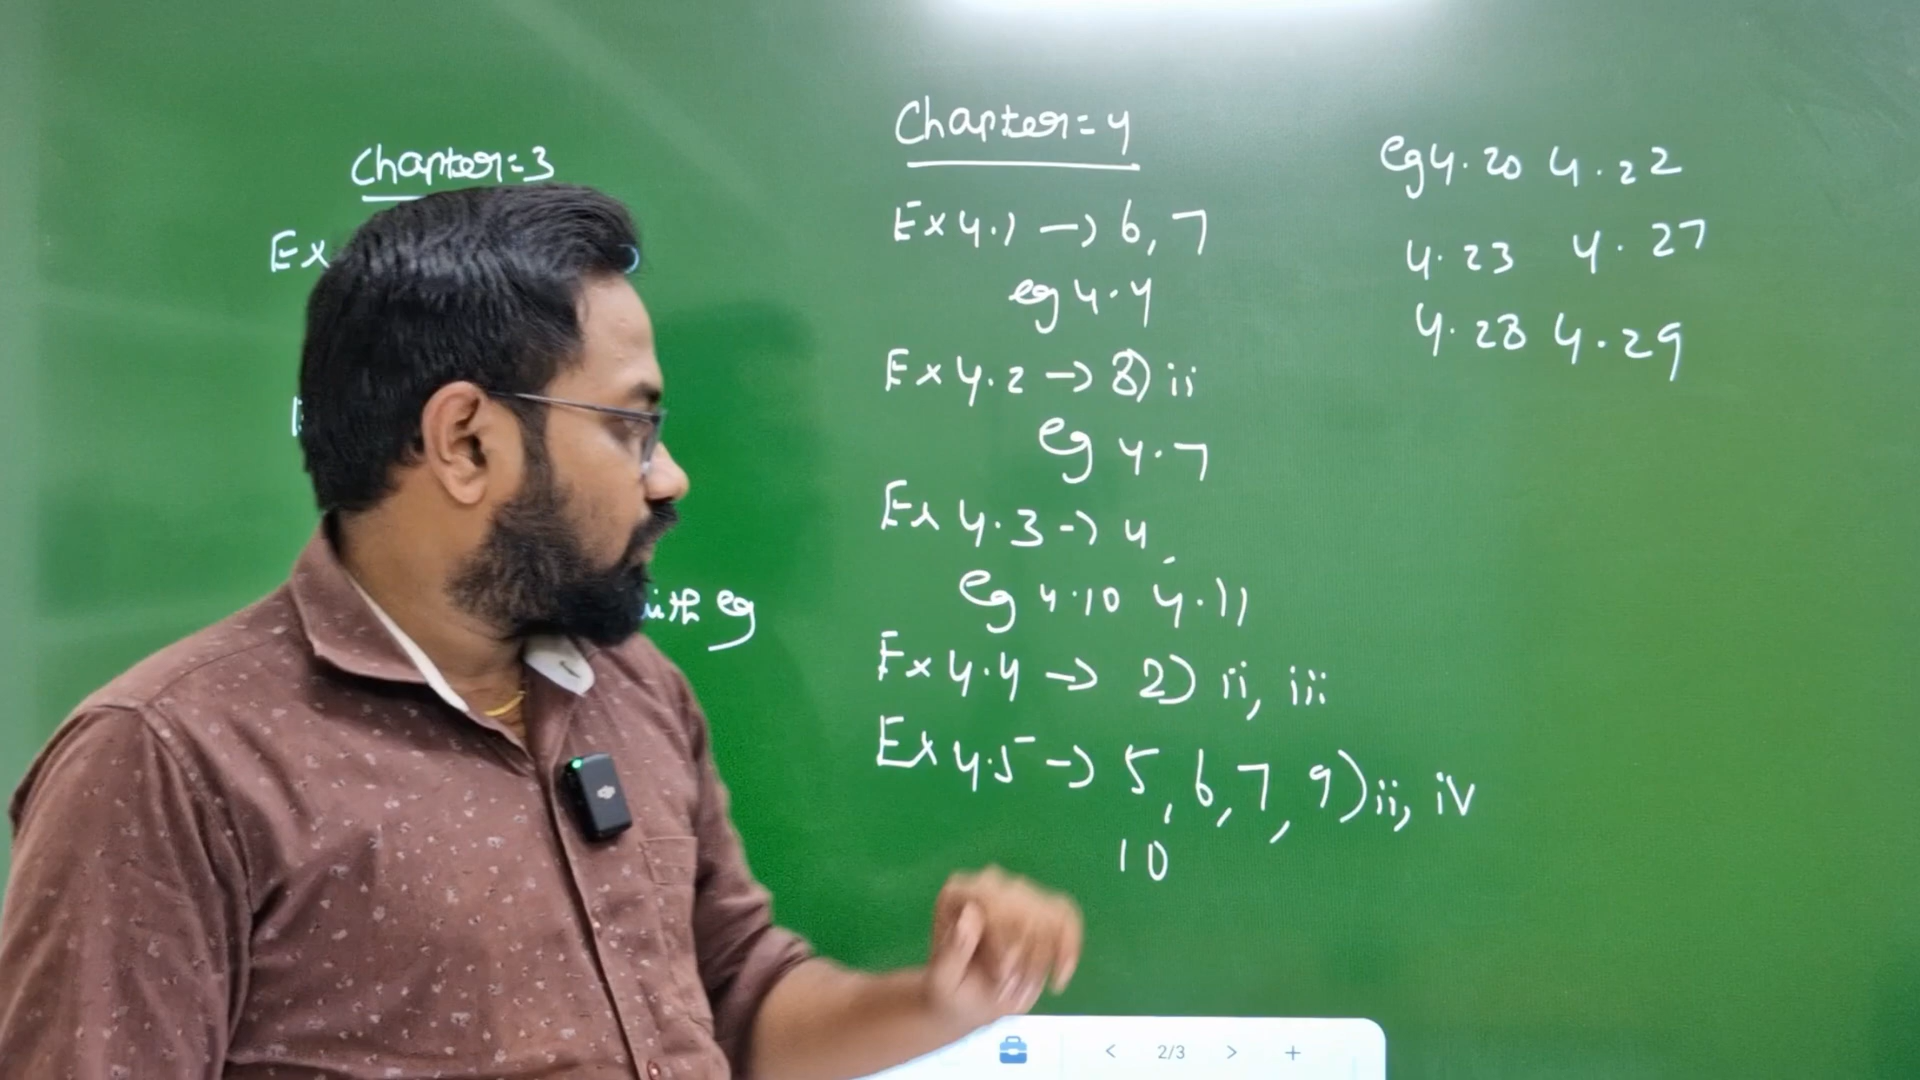 Chapter=3
Ex
with eg
Chapter=4
Ex 4.1 → 6, 7
eg 4.4
Ex 4.2 → 8) ii
eg 4.7
Ex 4.3 → 4
eg 4.10 4.11
Ex 4.4 → 2) ii, iii
Ex 4.5 → 5, 6, 7, 9) ii, iv
10
eg 4.20 4.22
4.23 4.27
4.28 4.29
< 2/3 > +